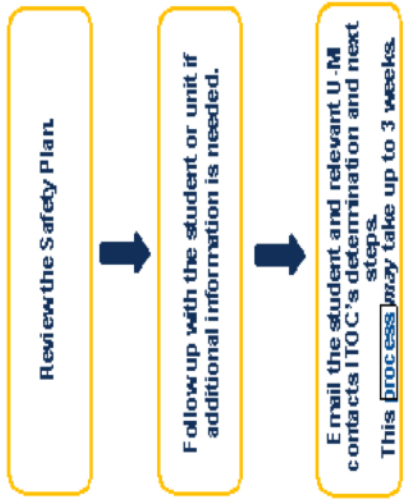 Review the Safety Plan.
Follow up with the student or unit if
additional information is needed.
Email the student and relevant U-M
contacts ITOC's determination and next
steps.
This process may take up to 3 weeks.